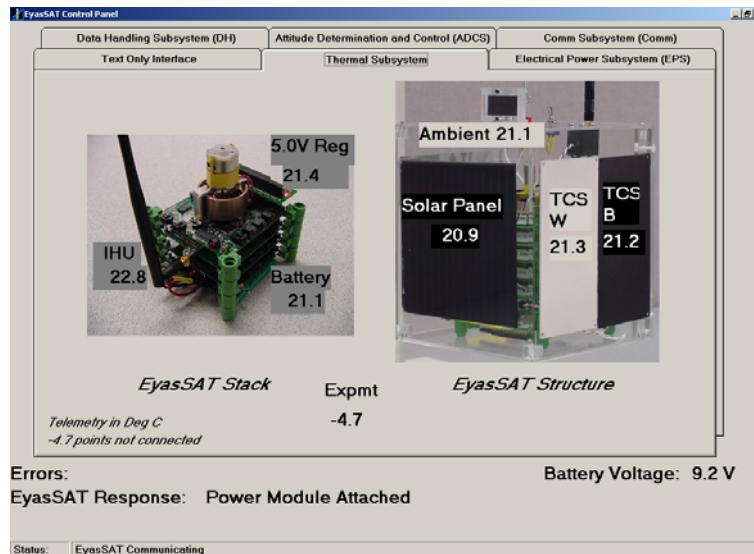 EyasSAT Control Panel
Data Handling Subsystem (DH)
Attitude Determination and Control (ADCS)
Comm Subsystem (Comm)
Text Only Interface
Thermal Subsystem
Electrical Power Subsystem (EPS)
5.0V Reg
21.4
IHU
22.8
Battery
21.1
Ambient 21.1
Solar Panel
20.9
TCS
W
21.3
TCS
B
21.2
EyasSAT Stack
Expmt
-4.7
EyasSAT Structure
Telemetry in Deg C
-4.7 points not connected
Errors:
Battery Voltage: 9.2 V
EyasSAT Response: Power Module Attached
Status: EyasSAT Communicating